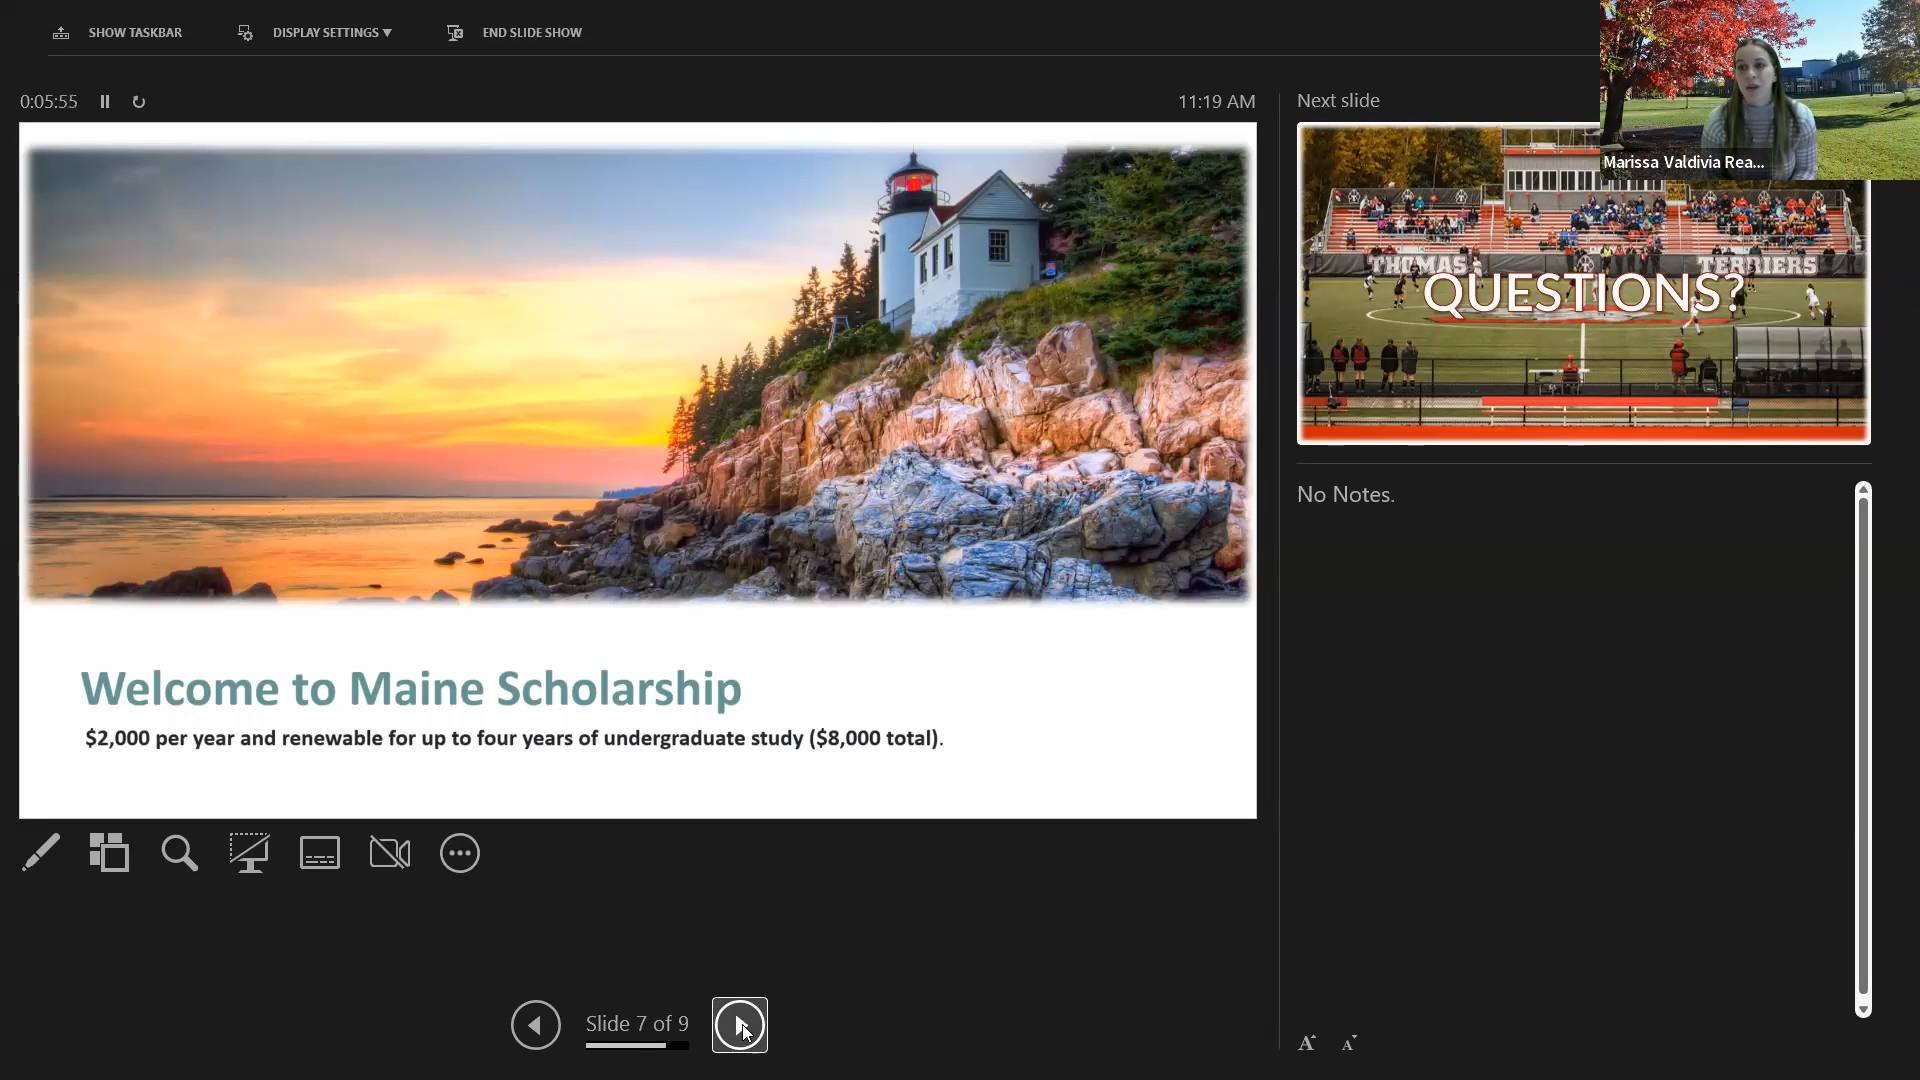 SHOW TASKBAR
DISPLAY SETTINGS ▼
END SLIDE SHOW
0:05:55
11:19 AM
Next slide
Marissa Valdivia Rea...
THOMAS
TERRIERS
QUESTIONS?
No Notes.
Welcome to Maine Scholarship
$2,000 per year and renewable for up to four years of undergraduate study ($8,000 total).
Slide 7 of 9
A
A